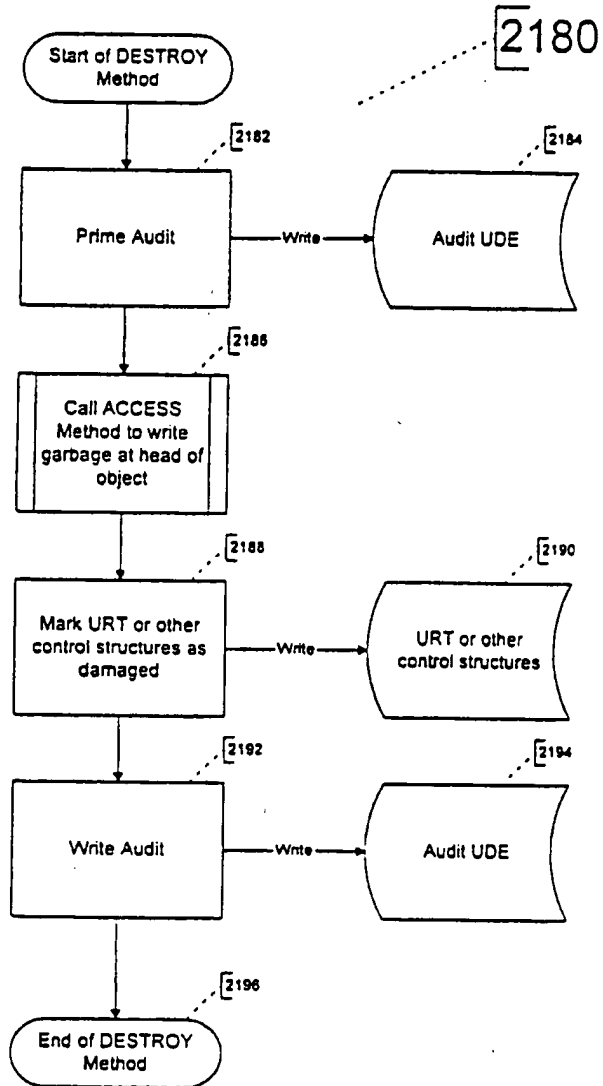 2180
Start of DESTROY
Method
2182
2184
Prime Audit
Write
Audit UDE
2186
Call ACCESS
Method to write
garbage at head of
object
2188
2190
Mark URT or other
control structures as
damaged
Write
URT or other
control structures
2192
2194
Write Audit
Write
Audit UDE
2196
End of DESTROY
Method